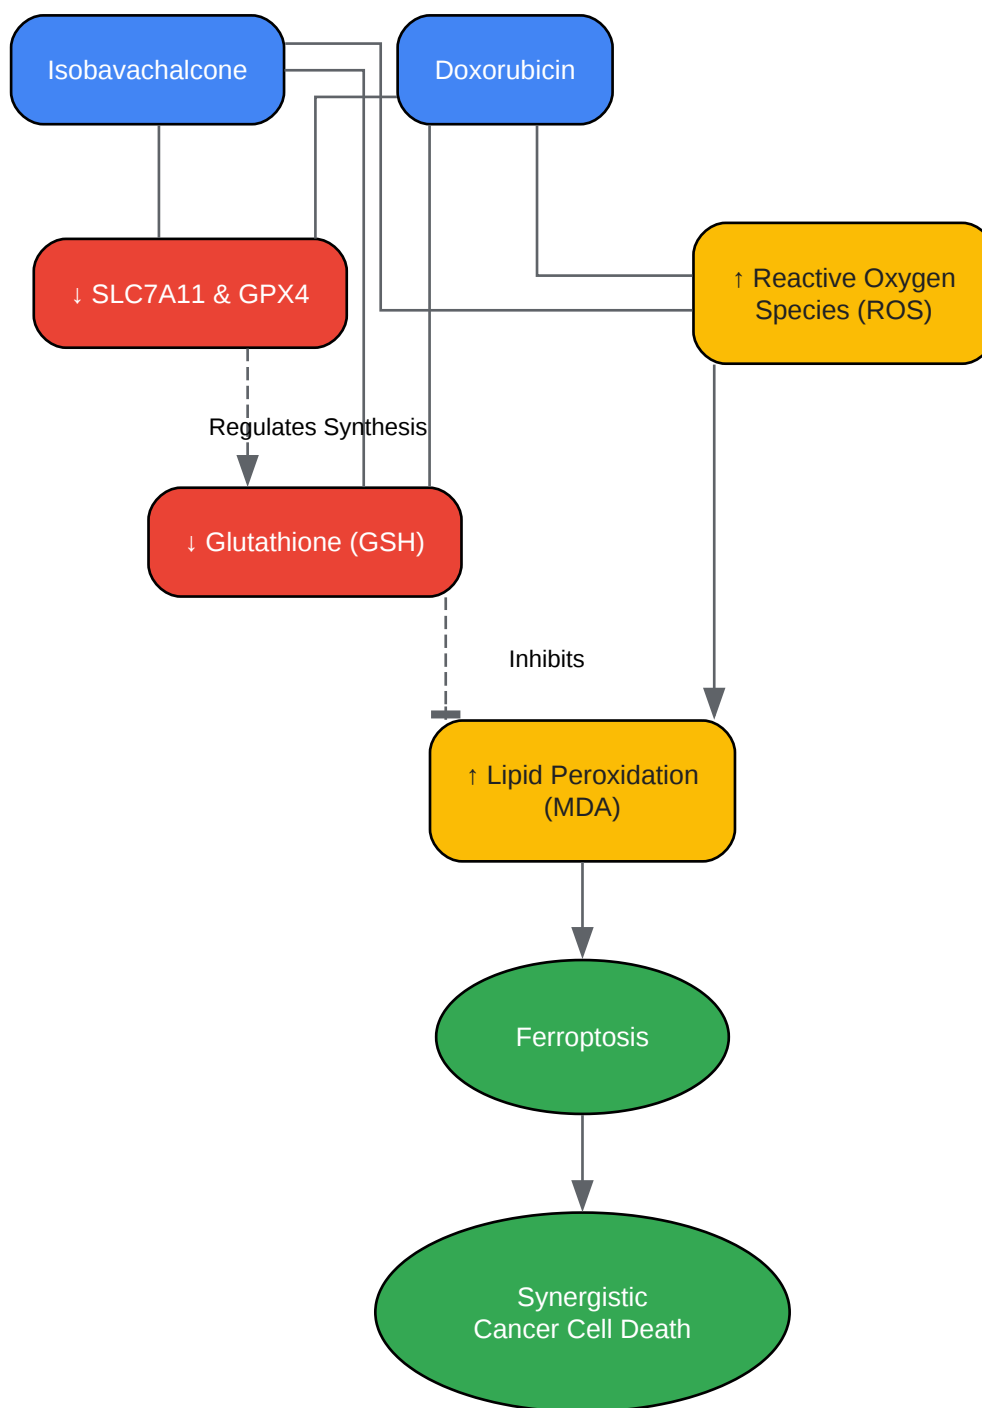 Isobavachalcone
Doxorubicin
↓ SLC7A11 & GPX4
↑ Reactive Oxygen
Species (ROS)
Regulates Synthesis
↓ Glutathione (GSH)
Inhibits
↑ Lipid Peroxidation
(MDA)
Ferroptosis
Synergistic
Cancer Cell Death